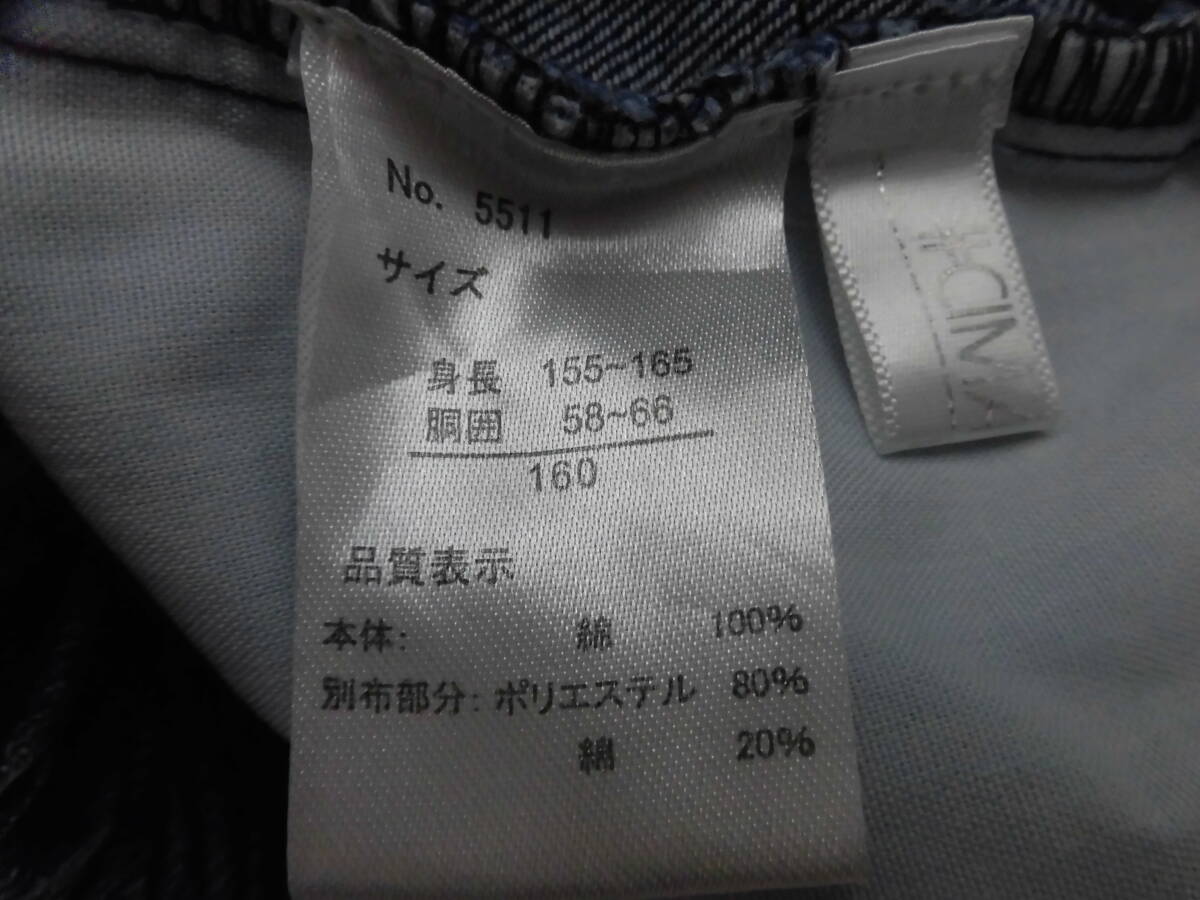 No. 5511
サイズ
身長 155~165
胴囲 58~66
160
品質表示
本体: 綿 100%
別布部分: ポリエステル 80%
綿 20%